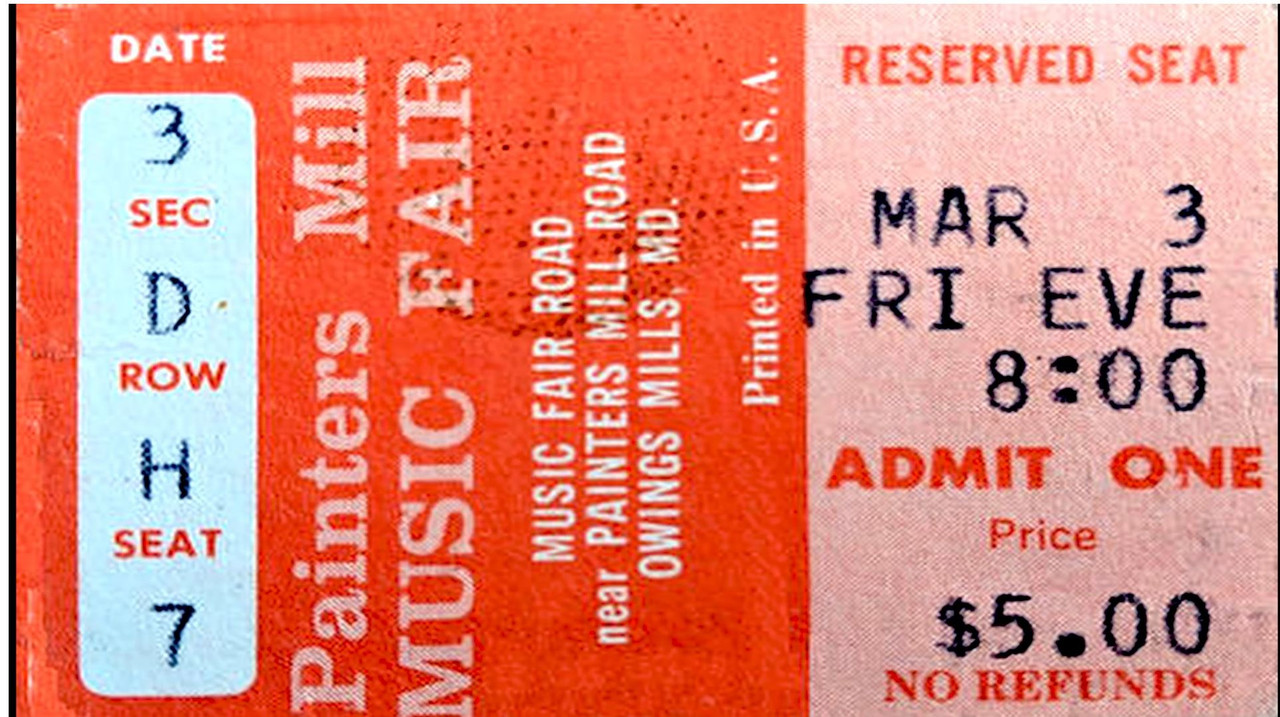 DATE
3
SEC
D
ROW
H
SEAT
7
Painters Mill
MUSIC FAIR
MUSIC FAIR ROAD
near PAINTERS MILL ROAD
OWINGS MILLS, MD.
Printed in U.S.A.
RESERVED SEAT
MAR 3
FRI EVE
8:00
ADMIT ONE
Price
$5.00
NO REFUNDS